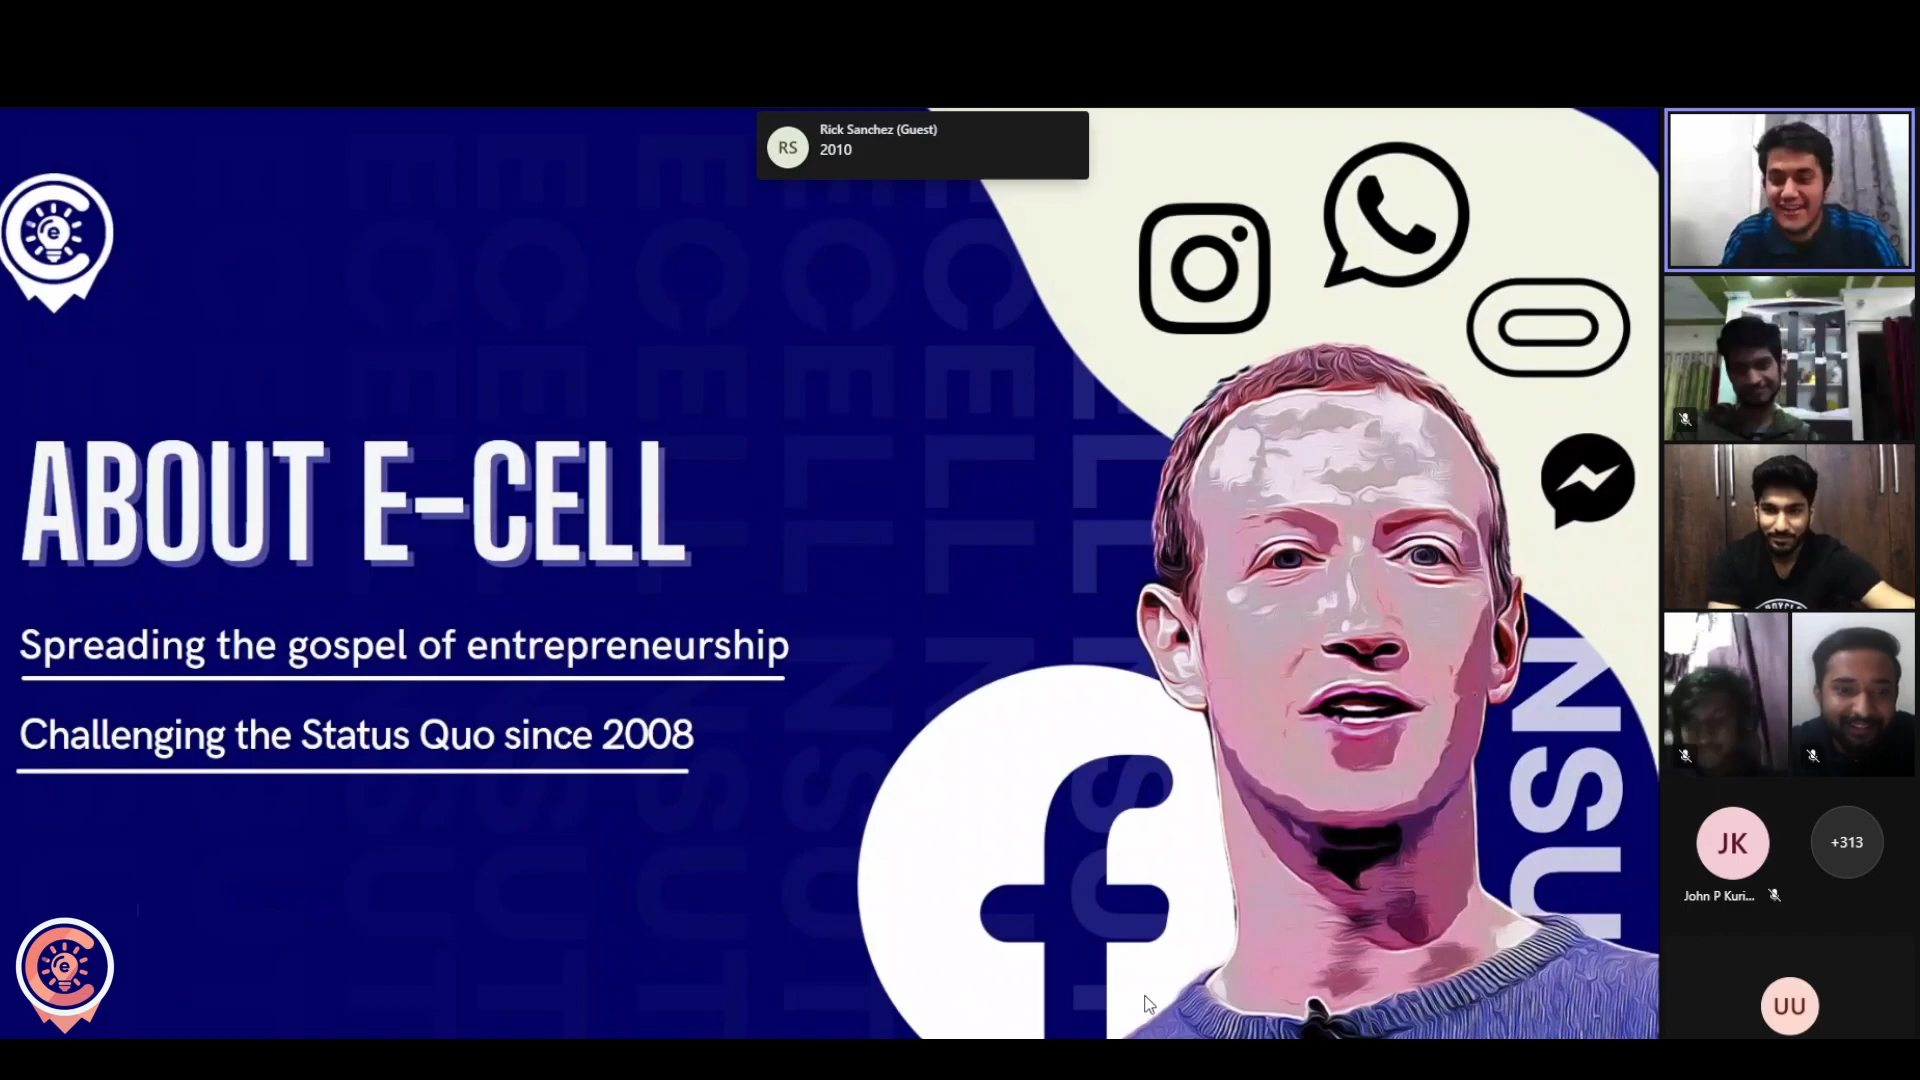 Rick Sanchez (Guest)
RS
2010
e
ABOUT E-CELL
Spreading the gospel of entrepreneurship
Challenging the Status Quo since 2008
NSU
JK
+313
John P Kuri...
UU
e